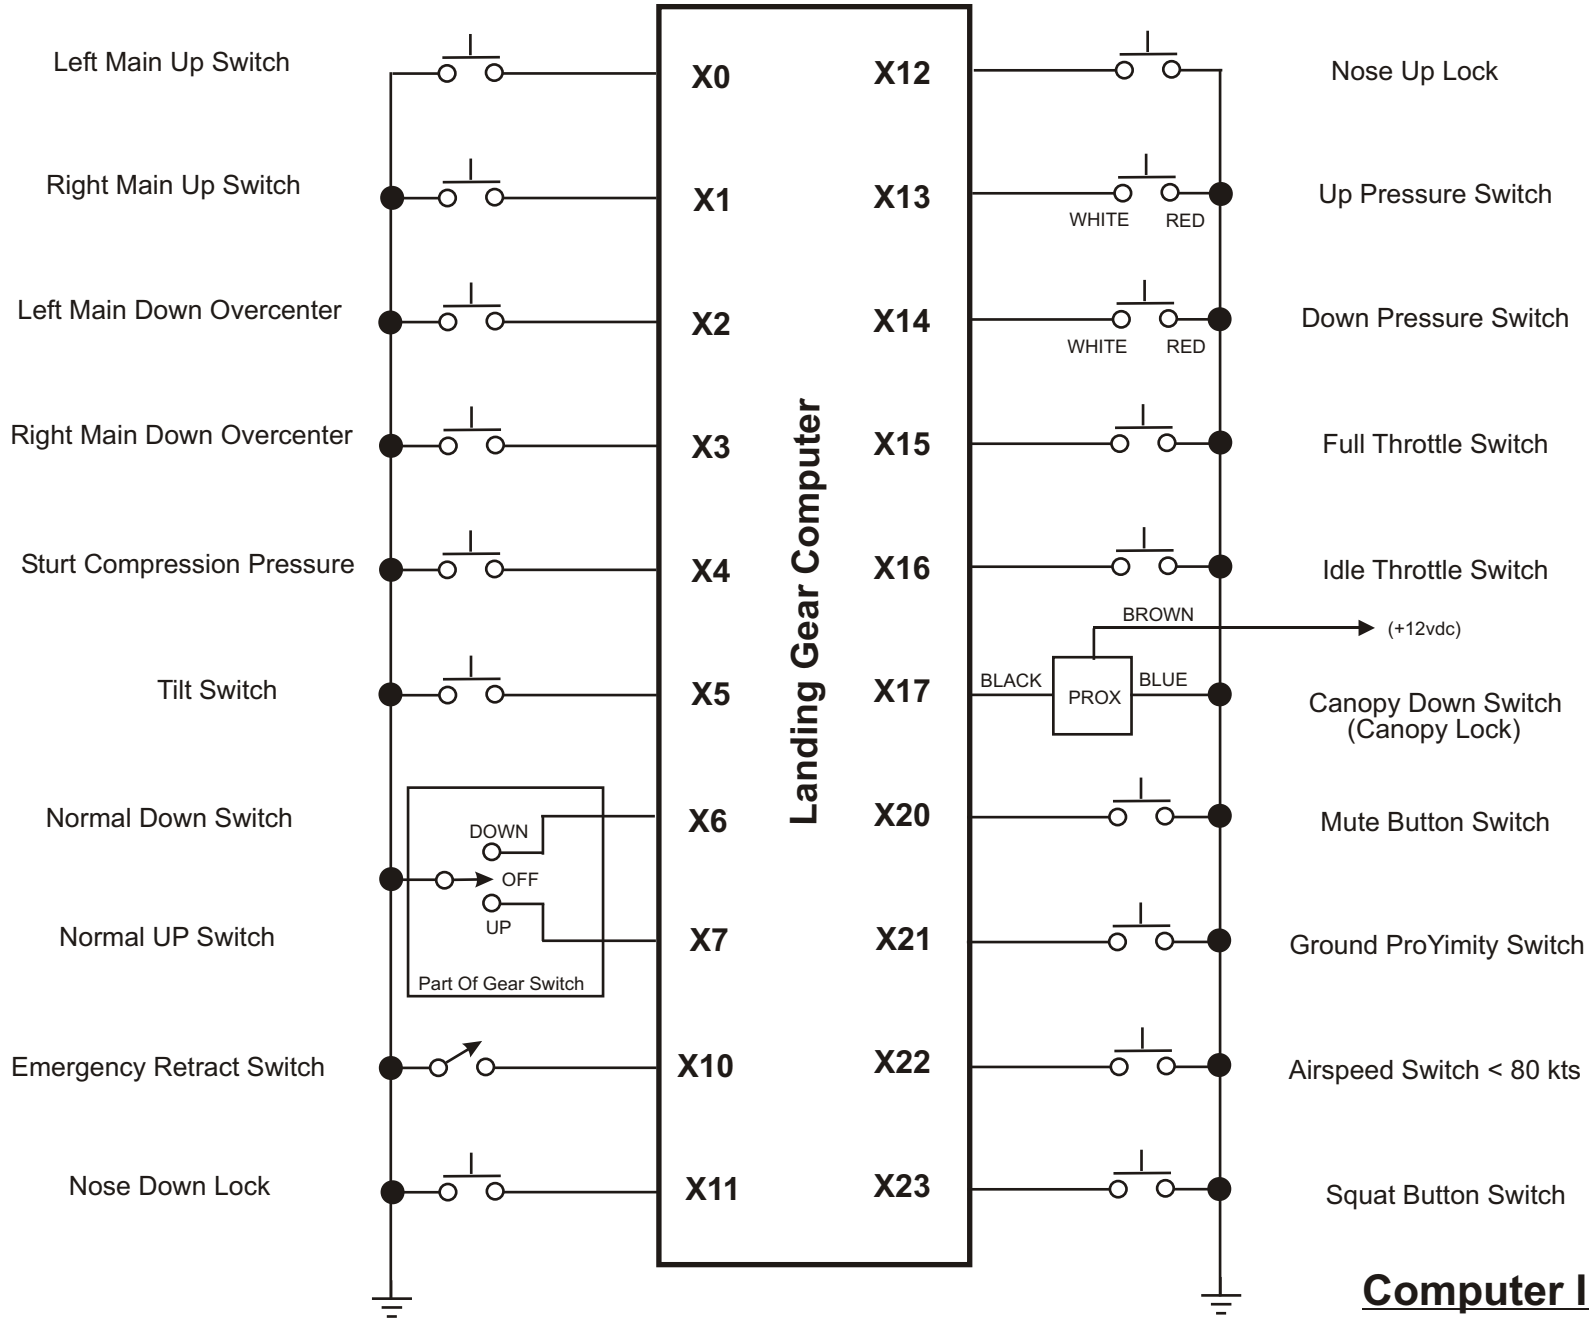 Left Main Up Switch
X0
X12
Nose Up Lock
Right Main Up Switch
X1
X13
WHITE
RED
Up Pressure Switch
Left Main Down Overcenter
X2
X14
WHITE
RED
Down Pressure Switch
Right Main Down Overcenter
X3
X15
Full Throttle Switch
Landing Gear Computer
Sturt Compression Pressure
X4
X16
Idle Throttle Switch
BROWN
(+12vdc)
Tilt Switch
X5
X17
BLACK
PROX
BLUE
Canopy Down Switch
(Canopy Lock)
Normal Down Switch
DOWN
OFF
UP
X6
X20
Mute Button Switch
Normal UP Switch
Part Of Gear Switch
X7
X21
Ground ProYimity Switch
Emergency Retract Switch
X10
X22
Airspeed Switch < 80 kts
Nose Down Lock
X11
X23
Squat Button Switch
Computer I